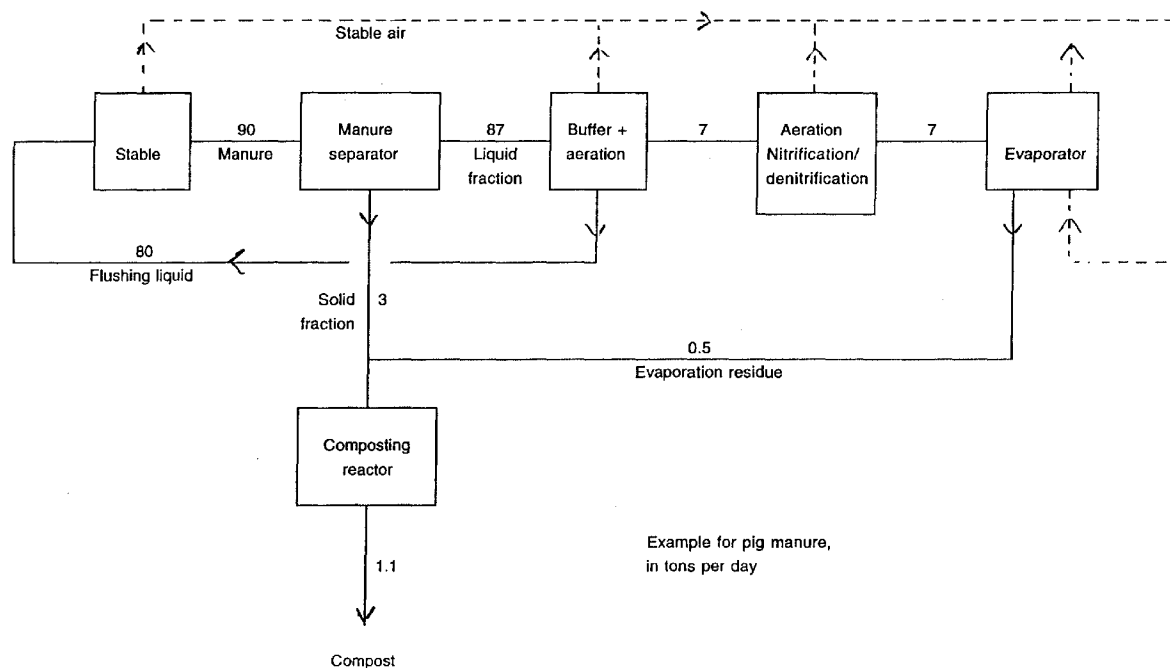 Stable air
Stable
90
Manure
Manure
separator
87
Liquid
fraction
Buffer +
aeration
7
Aeration
Nitrification/
denitrification
7
Evaporator
80
Flushing liquid
Solid
fraction
3
0.5
Evaporation residue
Composting
reactor
1.1
Compost
Example for pig manure,
in tons per day